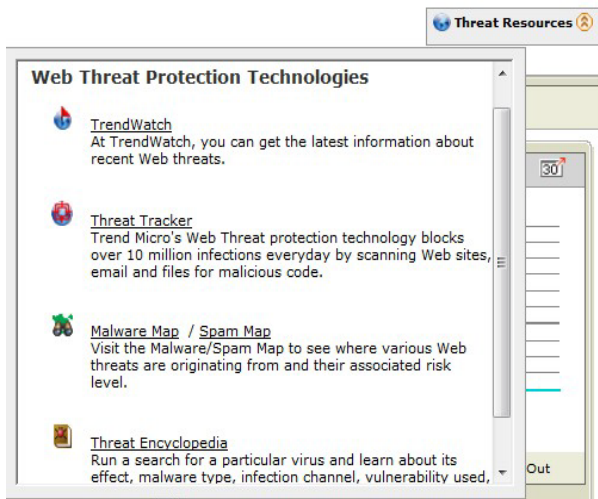 Threat Resources
Web Threat Protection Technologies
TrendWatch
At TrendWatch, you can get the latest information about
recent Web threats.
30
Threat Tracker
Trend Micro's Web Threat protection technology blocks
over 10 million infections everyday by scanning Web sites,
email and files for malicious code.
Malware Map / Spam Map
Visit the Malware/Spam Map to see where various Web
threats are originating from and their associated risk
level.
Threat Encyclopedia
Run a search for a particular virus and learn about its
effect, malware type, infection channel, vulnerability used,
Out